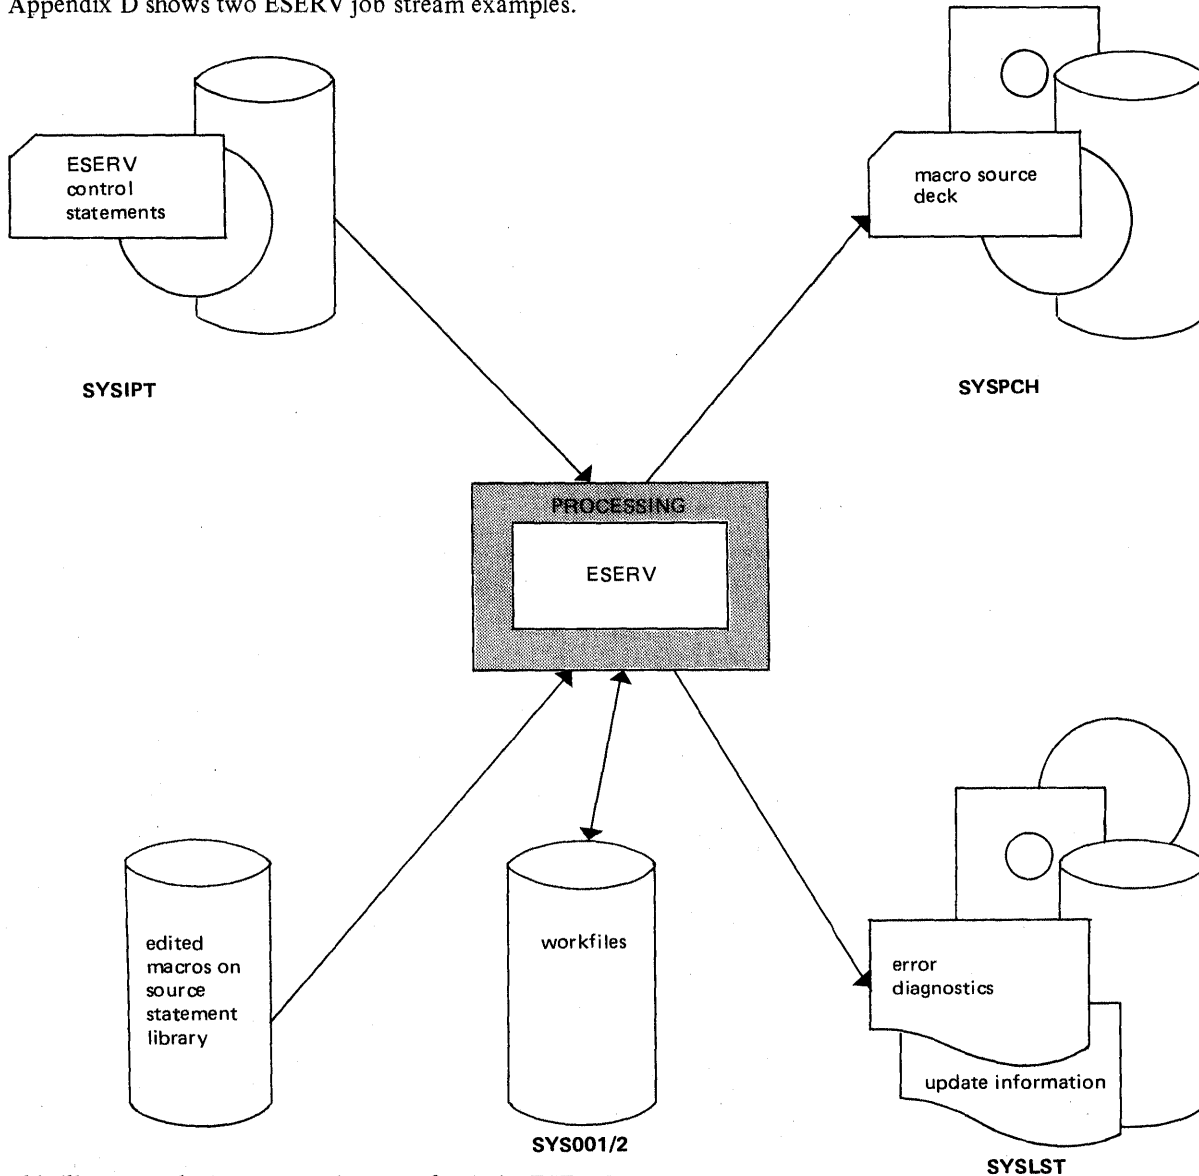 Appendix D shows two ESERV job stream examples.
ESERV
control
statements
macro source
deck
SYSIPT
SYSPCH
PROCESSING
ESERV
edited
macros on
source
statement
library
workfiles
error
diagnostics
update information
SYS001/2
SYSLST